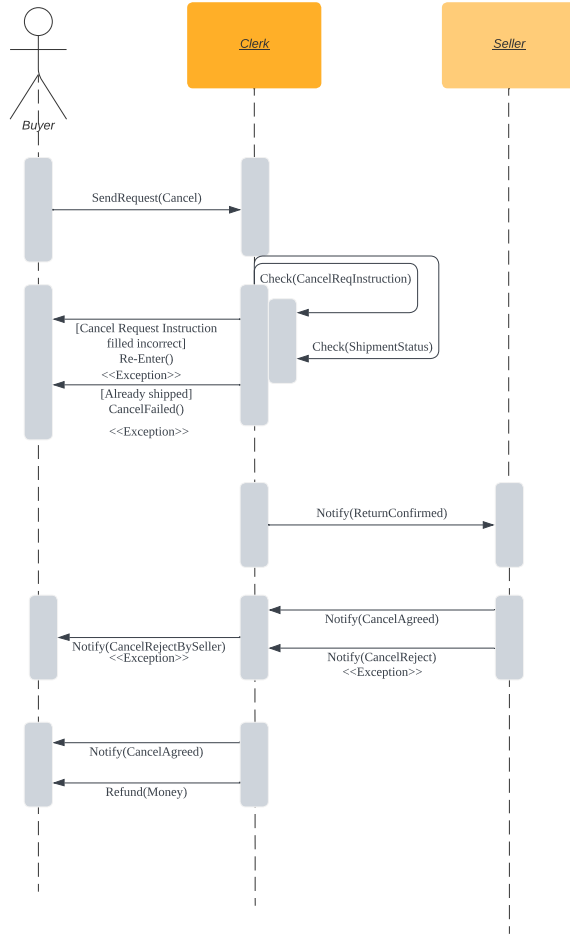 Clerk
Seller
Buyer
SendRequest(Cancel)
Check(CancelReqInstruction)
[Cancel Request Instruction
filled incorrect]
Re-Enter()
<<Exception>>
Check(ShipmentStatus)
[Already shipped]
CancelFailed()
<<Exception>>
Notify(ReturnConfirmed)
Notify(CancelAgreed)
Notify(CancelRejectBySeller)
<<Exception>>
Notify(CancelReject)
<<Exception>>
Notify(CancelAgreed)
Refund(Money)